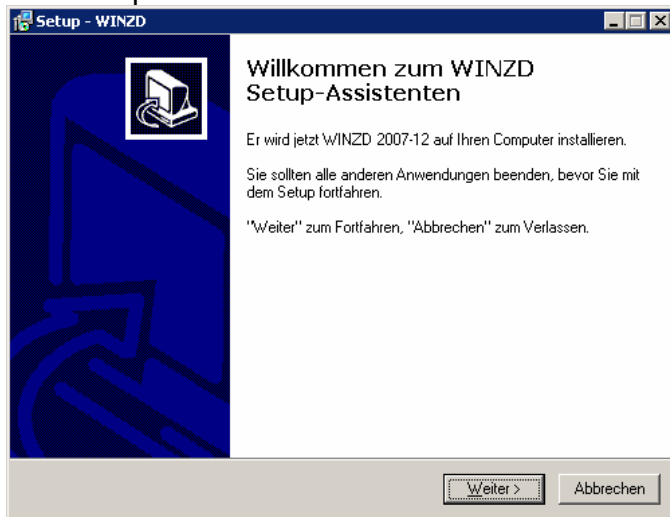 Setup - WINZD
Willkommen zum WINZD
Setup-Assistenten
Er wird jetzt WINZD 2007-12 auf Ihren Computer installieren.
Sie sollten alle anderen Anwendungen beenden, bevor Sie mit
dem Setup fortfahren.
"Weiter" zum Fortfahren, "Abbrechen" zum Verlassen.
Weiter >
Abbrechen